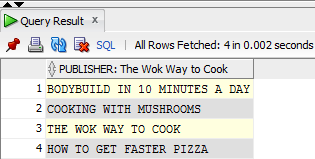 Query Result x
SQL | All Rows Fetched: 4 in 0.002 seconds
PUBLISHER: The Wok Way to Cook
1 BODYBUILD IN 10 MINUTES A DAY
2 COOKING WITH MUSHROOMS
3 THE WOK WAY TO COOK
4 HOW TO GET FASTER PIZZA